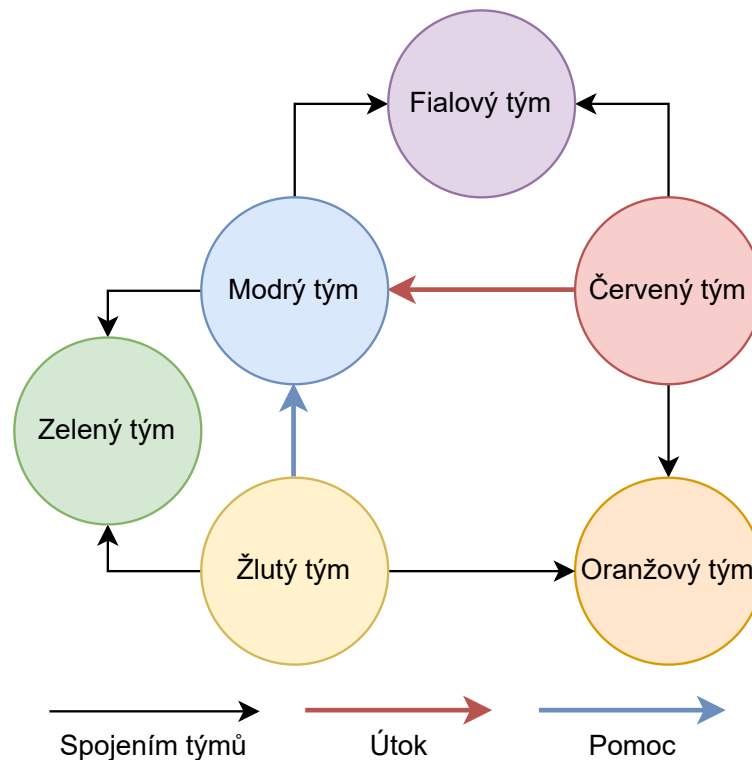 Fialový tým
Modrý tým
Červený tým
Zelený tým
Žlutý tým
Oranžový tým
Spojením týmů
Útok
Pomoc